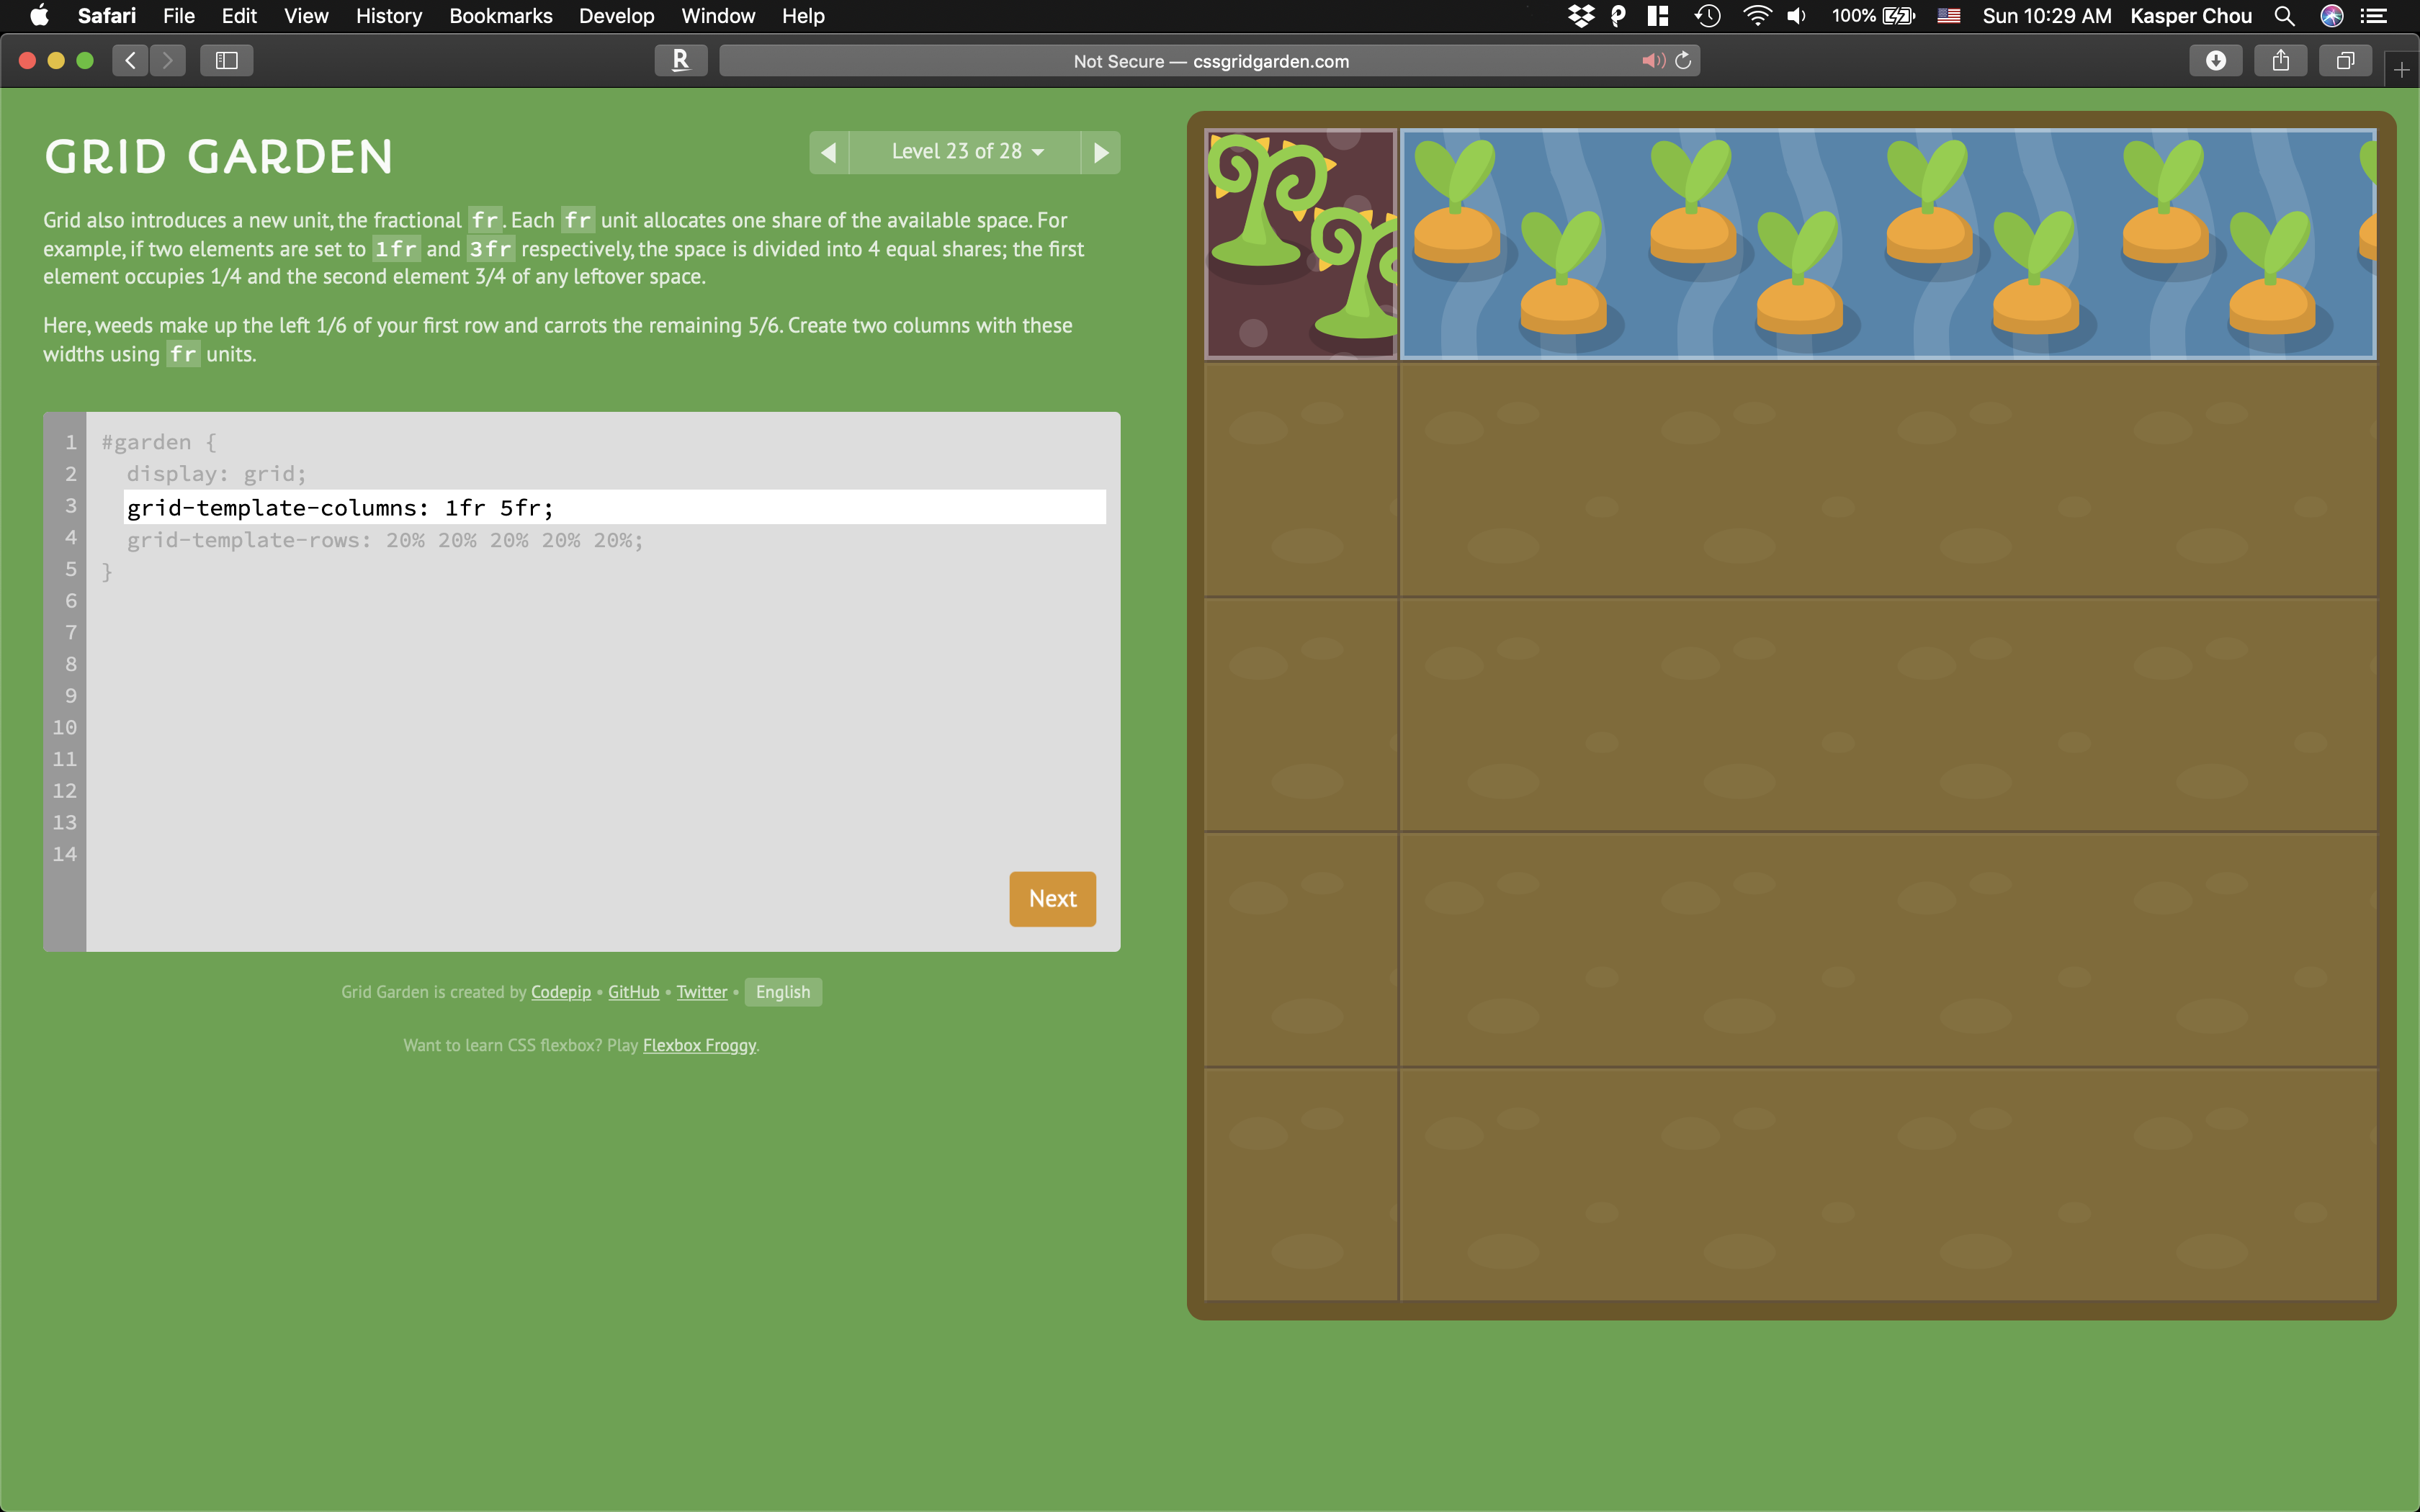 Safari File Edit View History Bookmarks Develop Window Help 100% Sun 10:29 AM Kasper Chou
R Not Secure — cssgridgarden.com
GRID GARDEN
Level 23 of 28
Grid also introduces a new unit, the fractional fr. Each fr unit allocates one share of the available space. For
example, if two elements are set to 1fr and 3fr respectively, the space is divided into 4 equal shares; the first
element occupies 1/4 and the second element 3/4 of any leftover space.
Here, weeds make up the left 1/6 of your first row and carrots the remaining 5/6. Create two columns with these
widths using fr units.
1 #garden {
2 display: grid;
3 grid-template-columns: 1fr 5fr;
4 grid-template-rows: 20% 20% 20% 20% 20%;
5 }
6
7
8
9
10
11
12
13
14
Next
Grid Garden is created by Codepip • GitHub • Twitter • English
Want to learn CSS flexbox? Play Flexbox Froggy.